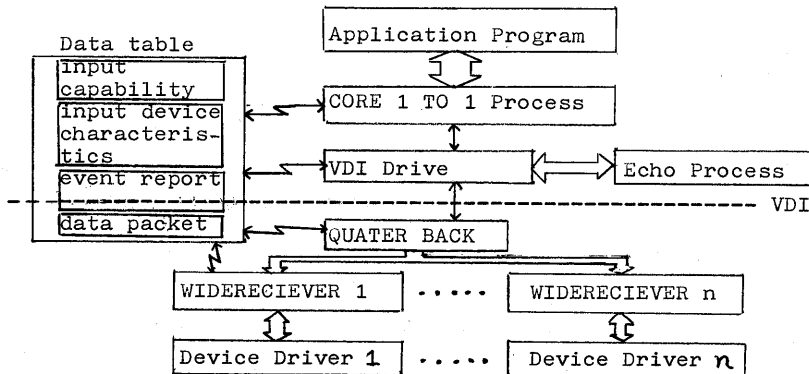 Application Program
Data table
input
capability
CORE 1 TO 1 Process
input device
characteris-
tics
VDI Drive
Echo Process
event report
VDI
data packet
QUATER BACK
WIDERECIEVER 1 ..... WIDERECIEVER n
Device Driver 1 ..... Device Driver n